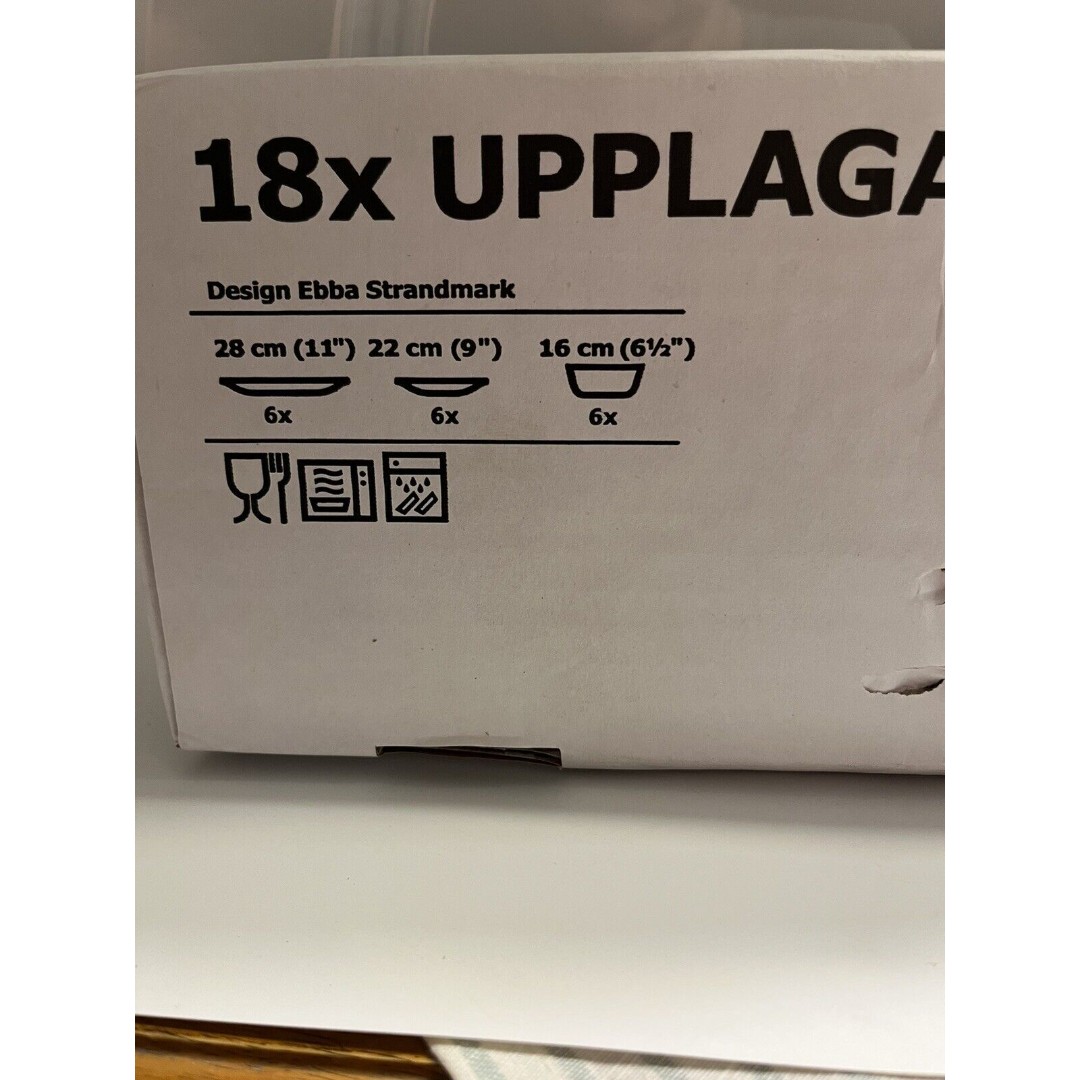 18x UPPLAGA
Design Ebba Strandmark
28 cm (11") 22 cm (9") 16 cm (6½")
6x 6x 6x